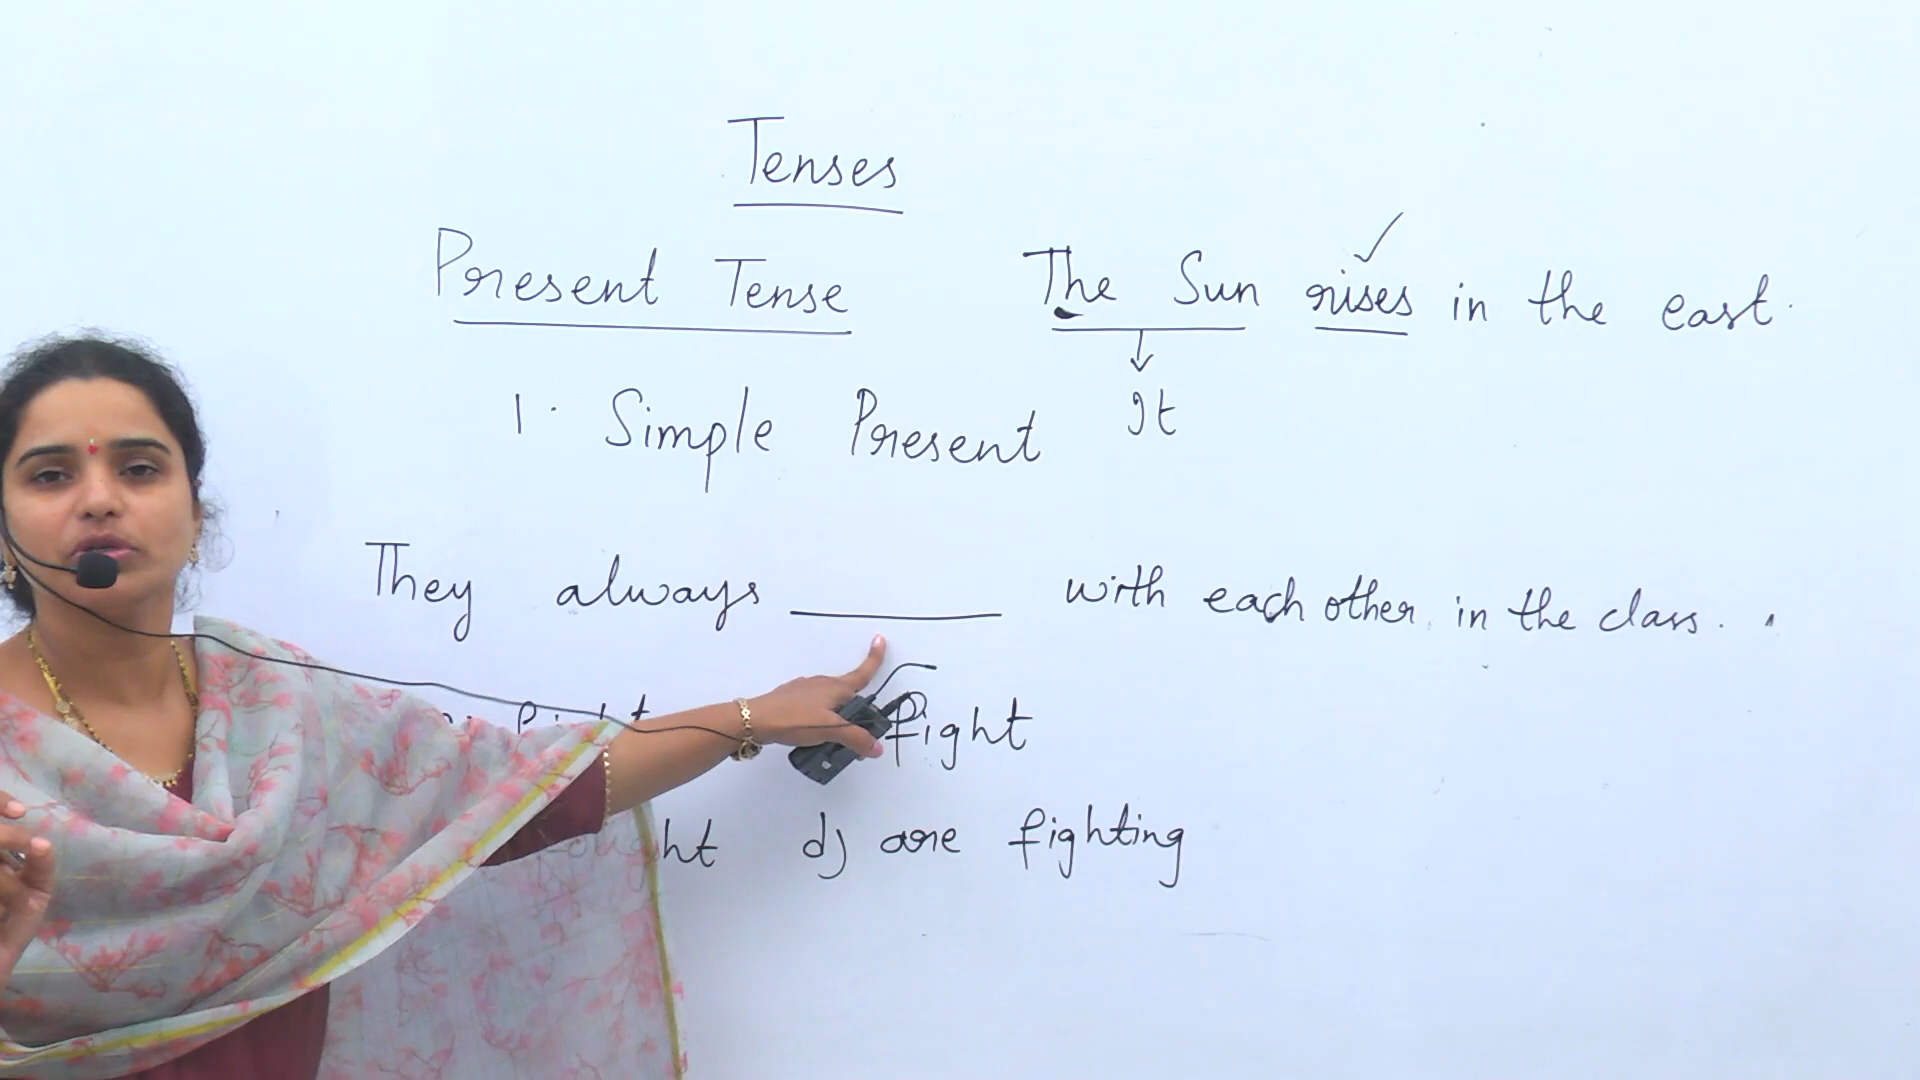 Tenses
Present Tense
The Sun rises in the east.
1. Simple Present
It
They always ______ with each other in the class.
fight
d) are fighting